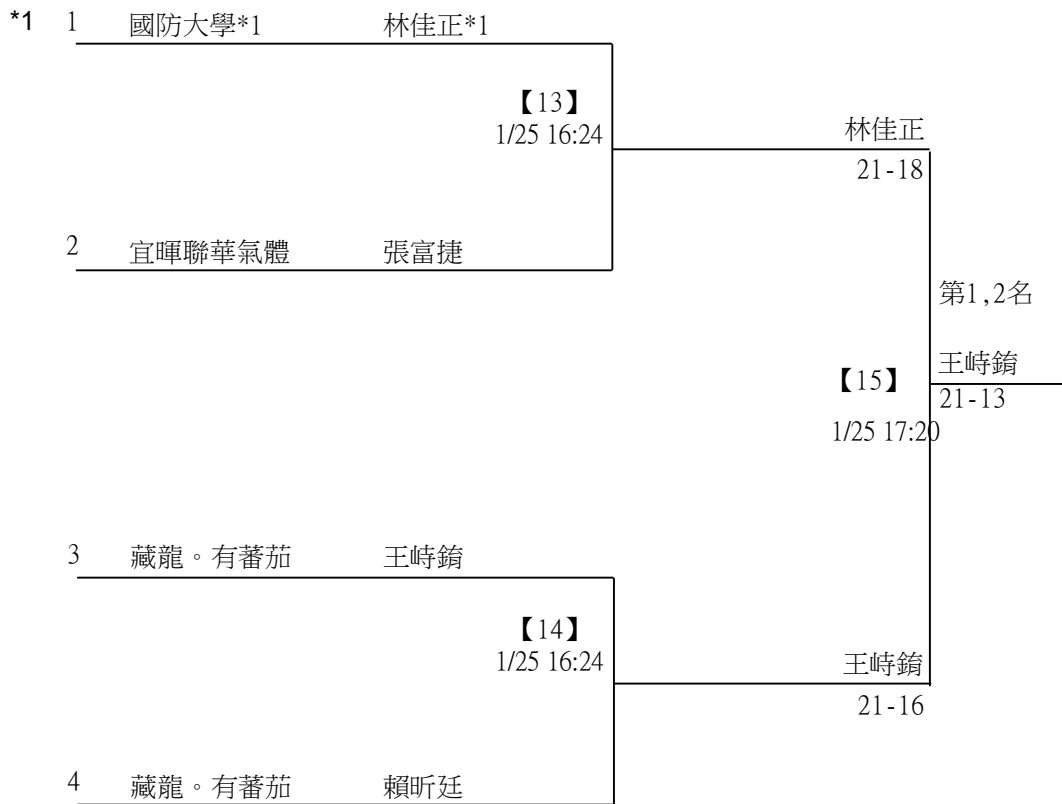 *1 1 國防大學*1 林佳正*1
【13】
1/25 16:24
林佳正
21-18
2 宜暉聯華氣體 張富捷
第1,2名
【15】 王峙錥
21-13
1/25 17:20
3 藏龍。有蕃茄 王峙錥
【14】
1/25 16:24
王峙錥
21-16
4 藏龍。有蕃茄 賴昕廷